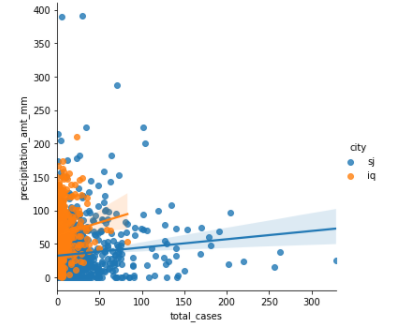 400
350
300
250
200
150
100
50
0
precipitation_amt_mm
0 50 100 150 200 250 300
total_cases
city
sj
iq